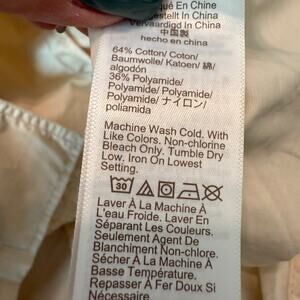 qué En China
estellt In China
Vervaardigd In China
中国製
hecho en china
64% Cotton/ Coton/
Baumwolle/ Katoen/ 綿/
algodón
36% Polyamide/
Polyamide/ Polyamide/
Polyamide/ ナイロン/
poliamida
Machine Wash Cold. With
Like Colors. Non-chlorine
Bleach Only. Tumble Dry
Low. Iron On Lowest
Setting.
30
Laver À La Machine À
L'eau Froide. Laver En
Séparant Les Couleurs.
Seulement Agent De
Blanchiment Non-chlore.
Sécher À La Machine À
Basse Température.
Repasser À Fer Doux Si
Nécessaire.